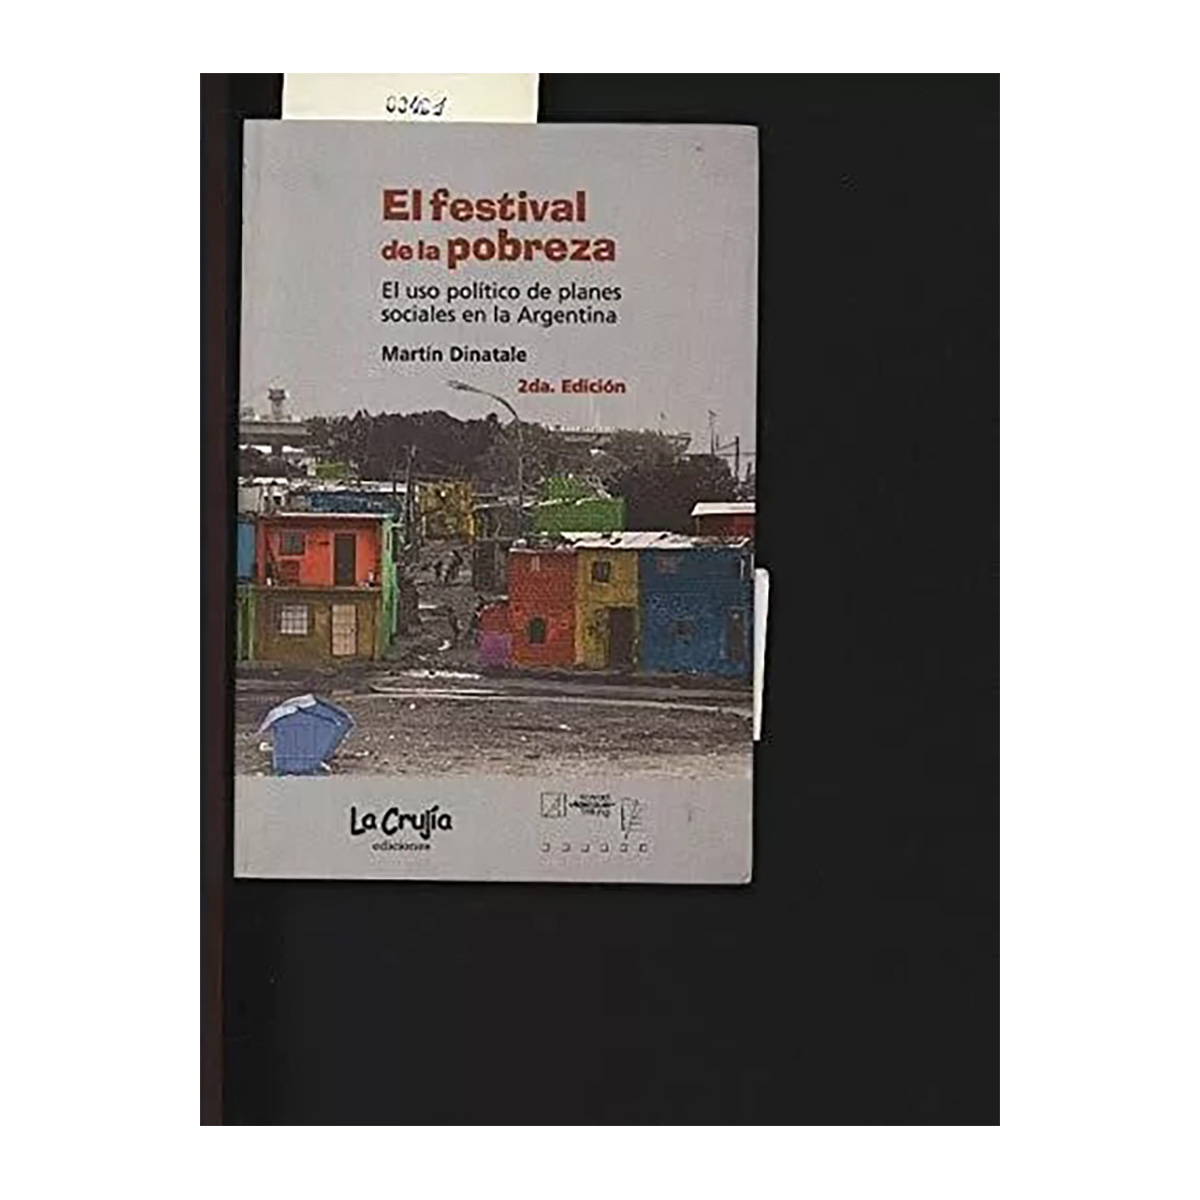 El festival
de la pobreza
El uso político de planes
sociales en la Argentina
Martín Dinatale
2da. Edición
La Crujía
ediciones